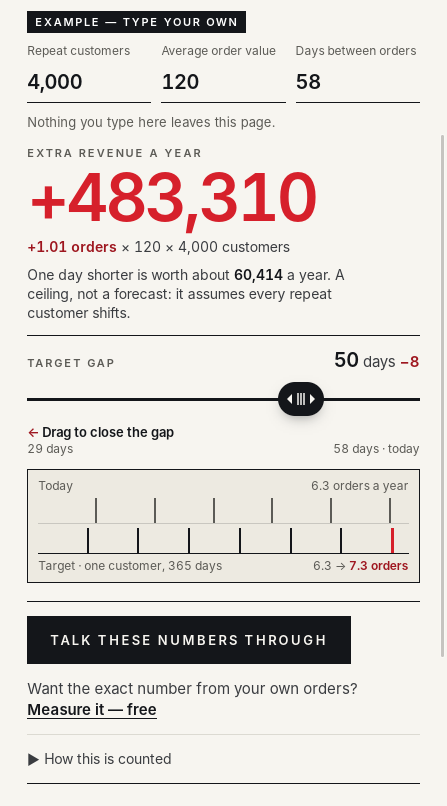 EXAMPLE — TYPE YOUR OWN
Repeat customers Average order value Days between orders
4,000 120 58
Nothing you type here leaves this page.
EXTRA REVENUE A YEAR
+483,310
+1.01 orders × 120 × 4,000 customers
One day shorter is worth about 60,414 a year. A
ceiling, not a forecast: it assumes every repeat
customer shifts.
TARGET GAP 50 days −8
← Drag to close the gap
29 days 58 days · today
Today 6.3 orders a year
Target · one customer, 365 days 6.3 → 7.3 orders
TALK THESE NUMBERS THROUGH
Want the exact number from your own orders?
Measure it — free
▶ How this is counted